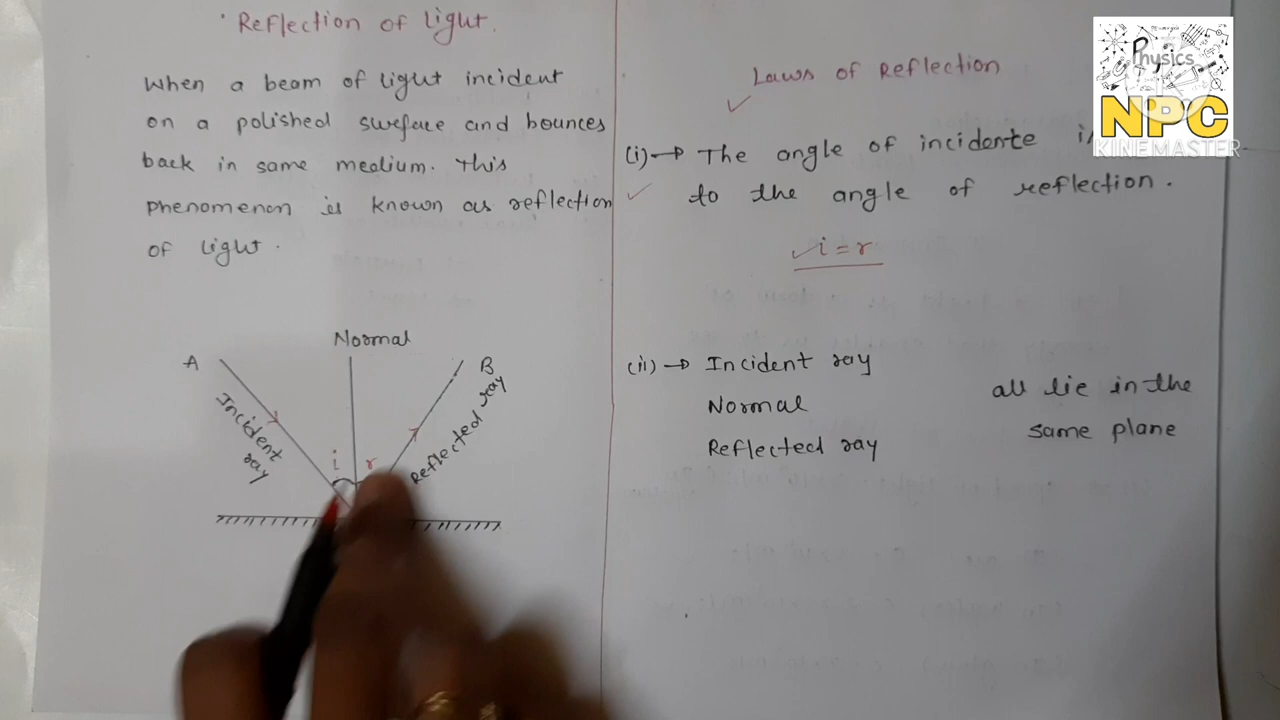 Reflection of light.
When a beam of light incident
on a polished surface and bounces
back in same medium. This
phenomenon is known as reflection
of light.
Normal
A
B
Incident
ray
Reflected ray
i
r
Laws of Reflection
(i)→ The angle of incidente
to the angle of reflection.
i = r
(ii)→ Incident ray
Normal
Reflected ray
all lie in the
same plane
Physics
NPC
KINEMASTER